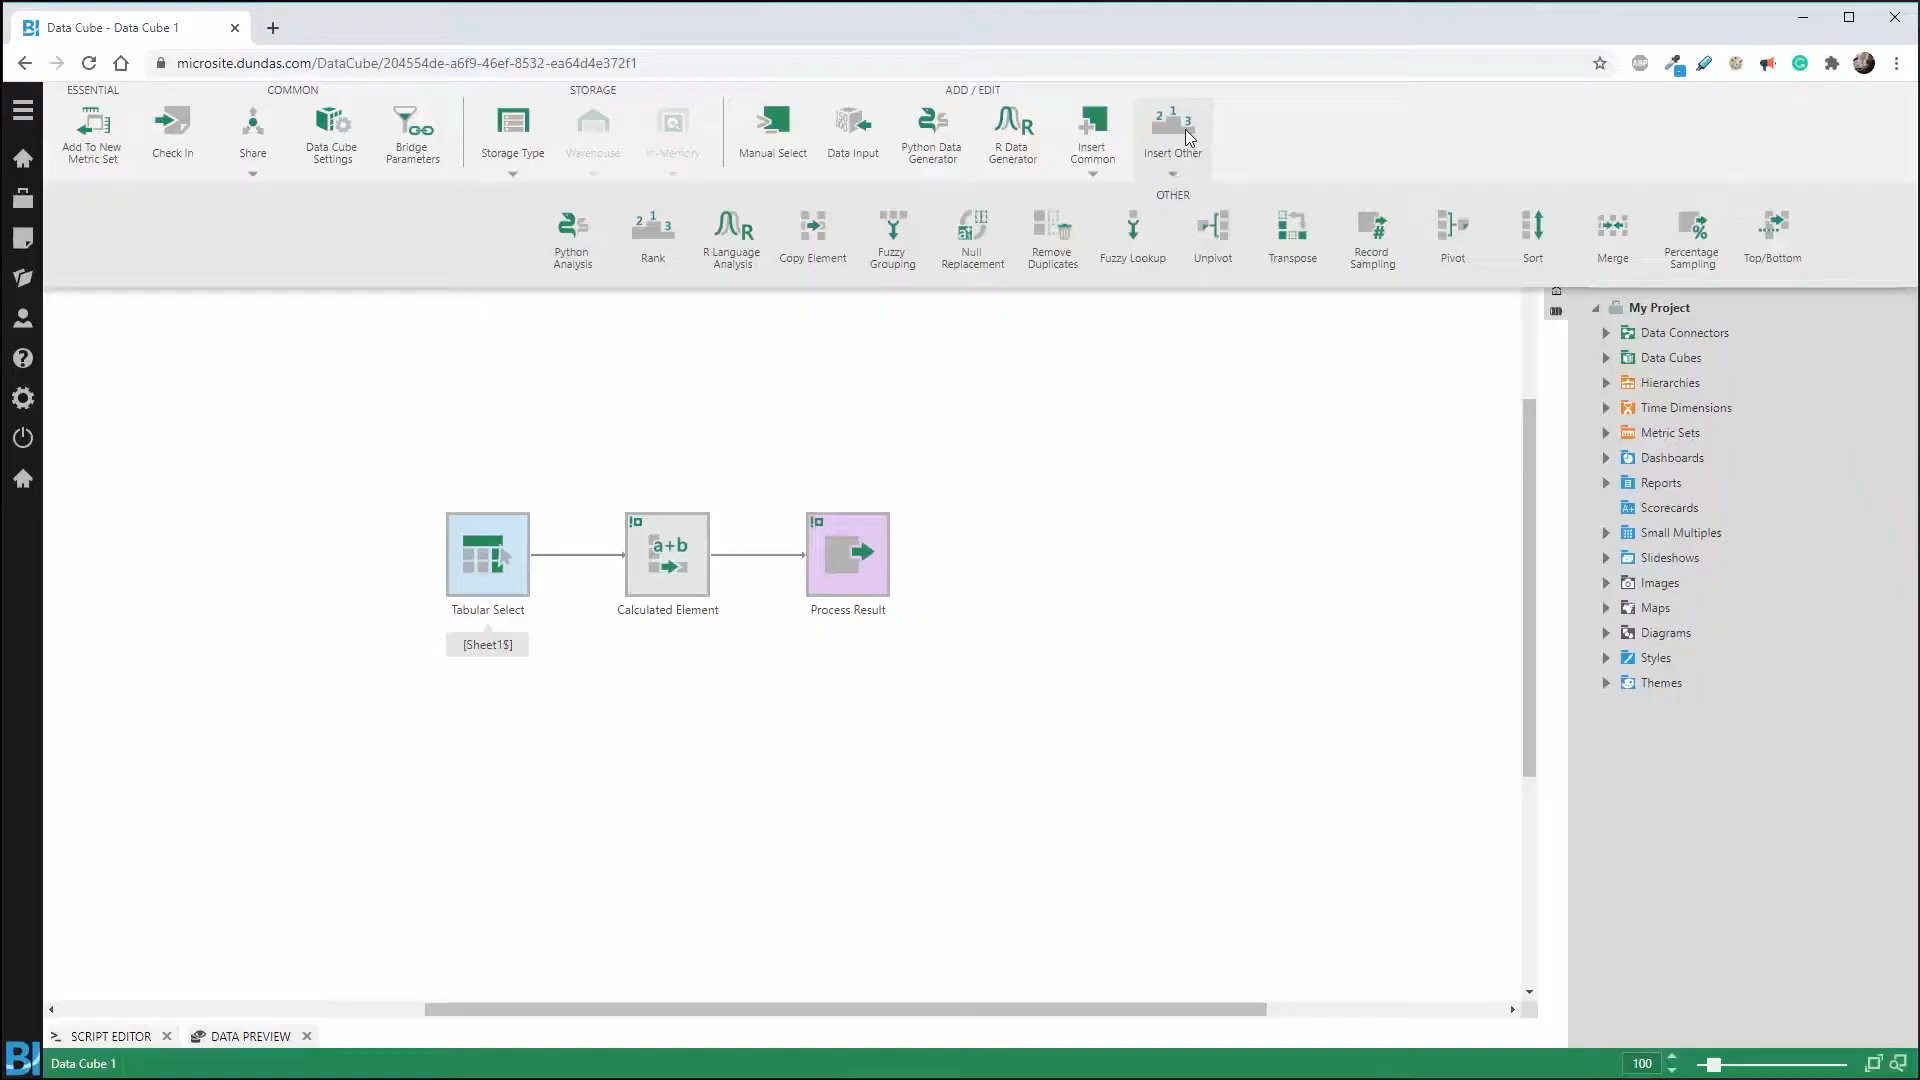 Data Cube - Data Cube 1
microsite.dundas.com/DataCube/204554de-a6f9-46ef-8532-ea64d4e372f1
ABP
ESSENTIAL
COMMON
STORAGE
ADD / EDIT
Add To New Metric Set
Check In
Share
Data Cube Settings
Bridge Parameters
Storage Type
Warehouse
In-Memory
Manual Select
Data Input
Python Data Generator
R Data Generator
Insert Common
Insert Other
OTHER
Python Analysis
Rank
R Language Analysis
Copy Element
Fuzzy Grouping
Null Replacement
Remove Duplicates
Fuzzy Lookup
Unpivot
Transpose
Record Sampling
Pivot
Sort
Merge
Percentage Sampling
Top/Bottom
My Project
Data Connectors
Data Cubes
Hierarchies
Time Dimensions
Metric Sets
Dashboards
Reports
Scorecards
Small Multiples
Slideshows
Images
Maps
Diagrams
Styles
Themes
a+b
Tabular Select
Calculated Element
Process Result
[Sheet1$]
SCRIPT EDITOR
DATA PREVIEW
BI
Data Cube 1
100